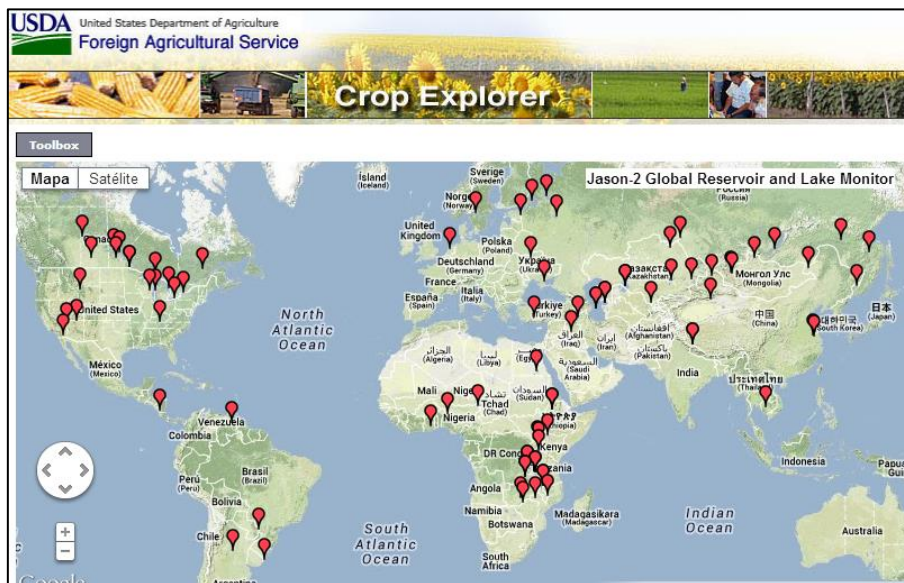 USDA
United States Department of Agriculture
Foreign Agricultural Service
Crop Explorer
Toolbox
Mapa
Satélite
Jason-2 Global Reservoir and Lake Monitor
Ísland
(Iceland)
Sverige
(Sweden)
Norge
(Norway)
(Russia)
United
Kingdom
Polska
(Poland)
Deutschland
(Germany)
France
España
(Spain)
Italia
(Italy)
Türkiye
(Turkey)
Монгол Улс
(Mongolia)
中国
(China)
대한민국
(South Korea)
日本
(Japan)
United States
North
Atlantic
Ocean
México
(Mexico)
(Algeria)
(Libya)
(Iraq)
(Saudi
Arabia)
(Afghanistan)
(Pakistan)
India
ประเทศไทย
(Thailand)
Mali
Nigeria
Tchad
(Chad)
(Sudan)
Kenya
DR Congo
Angola
Namibia
Botswana
Madagasikara
(Madagascar)
South
Africa
Venezuela
Colombia
Perú
(Peru)
Brasil
(Brazil)
Bolivia
Chile
South
Atlantic
Ocean
Indian
Ocean
Indonesia
Australia
Google